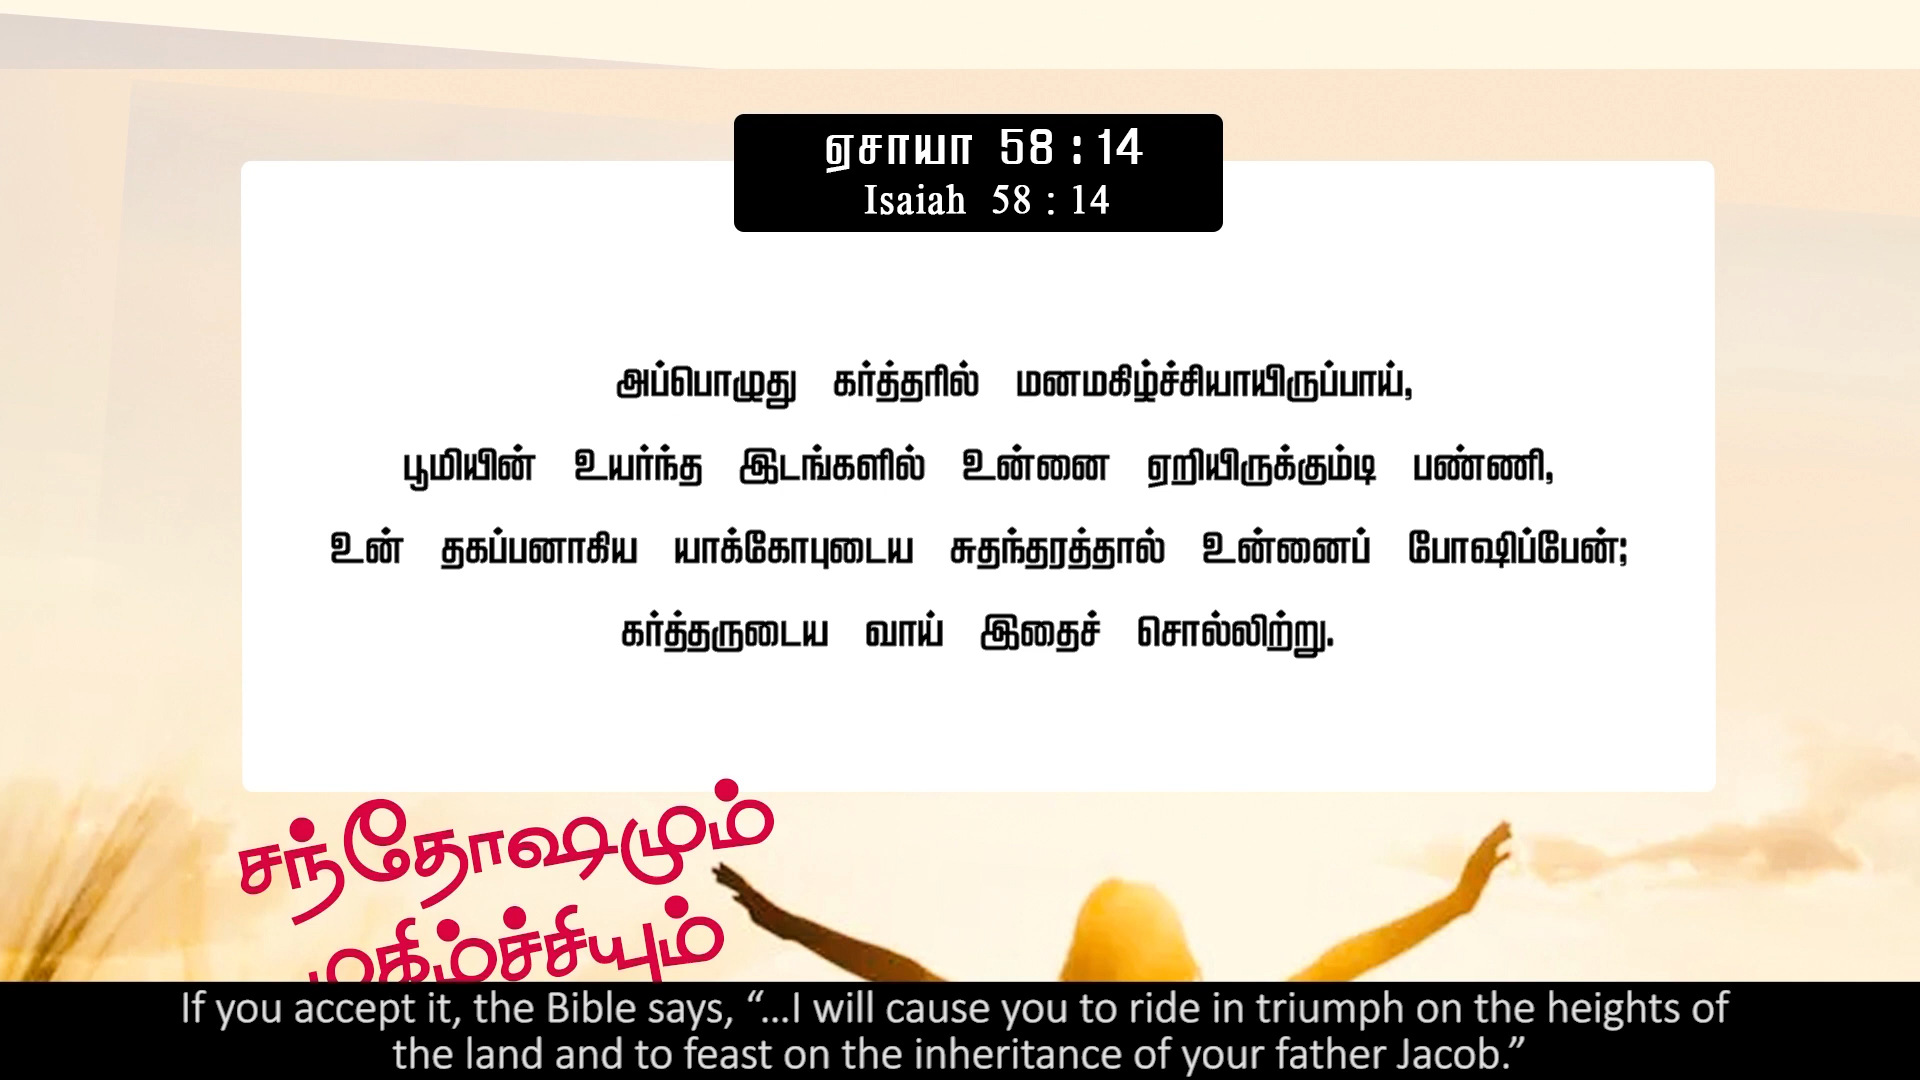 ஏசாயா 58 : 14
Isaiah 58 : 14
அப்பொழுது கர்த்தரில் மனமகிழ்ச்சியாயிருப்பாய்,
பூமியின் உயர்ந்த இடங்களில் உன்னை ஏறியிருக்கும்டி பண்ணி,
உன் தகப்பனாகிய யாக்கோபுடைய சுதந்தரத்தால் உன்னைப் போஷிப்பேன்;
கர்த்தருடைய வாய் இதைச் சொல்லிற்று.
சந்தோஷமும்
மகிழ்ச்சியும்
If you accept it, the Bible says, “...I will cause you to ride in triumph on the heights of
the land and to feast on the inheritance of your father Jacob.”